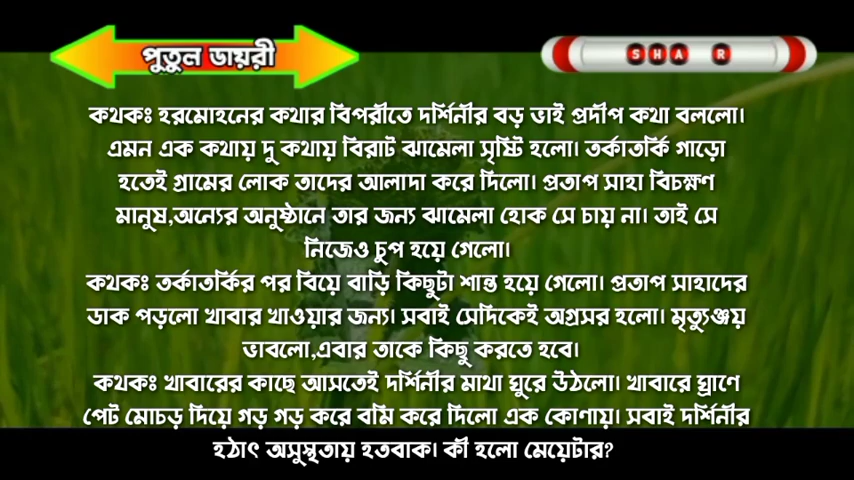 পুতুল ডায়রী
SHA R
কথকঃ হরমোহনের কথার বিপরীতে দর্শিনীর বড় ভাই প্রদীপ কথা বললো।
এমন এক কথায় দু কথায় বিরাট ঝামেলা সৃষ্টি হলো। তর্কাতর্কি গাড়ো
হতেই গ্রামের লোক তাদের আলাদা করে দিলো। প্রতাপ সাহা বিচক্ষণ
মানুষ,অন্যের অনুষ্ঠানে তার জন্য ঝামেলা হোক সে চায় না। তাই সে
নিজেও চুপ হয়ে গেলো।
কথকঃ তর্কাতর্কির পর বিয়ে বাড়ি কিছুটা শান্ত হয়ে গেলো। প্রতাপ সাহাদের
ডাক পড়লো খাবার খাওয়ার জন্য। সবাই সেদিকেই অগ্রসর হলো। মৃত্যুঞ্জয়
ভাবলো,এবার তাকে কিছু করতে হবে।
কথকঃ খাবারের কাছে আসতেই দর্শিনীর মাথা ঘুরে উঠলো। খাবারে ঘ্রাণে
পেট মোচড় দিয়ে গড় গড় করে বমি করে দিলো এক কোণায়। সবাই দর্শিনীর
হঠাৎ অসুস্থতায় হতবাক। কী হলো মেয়েটার?